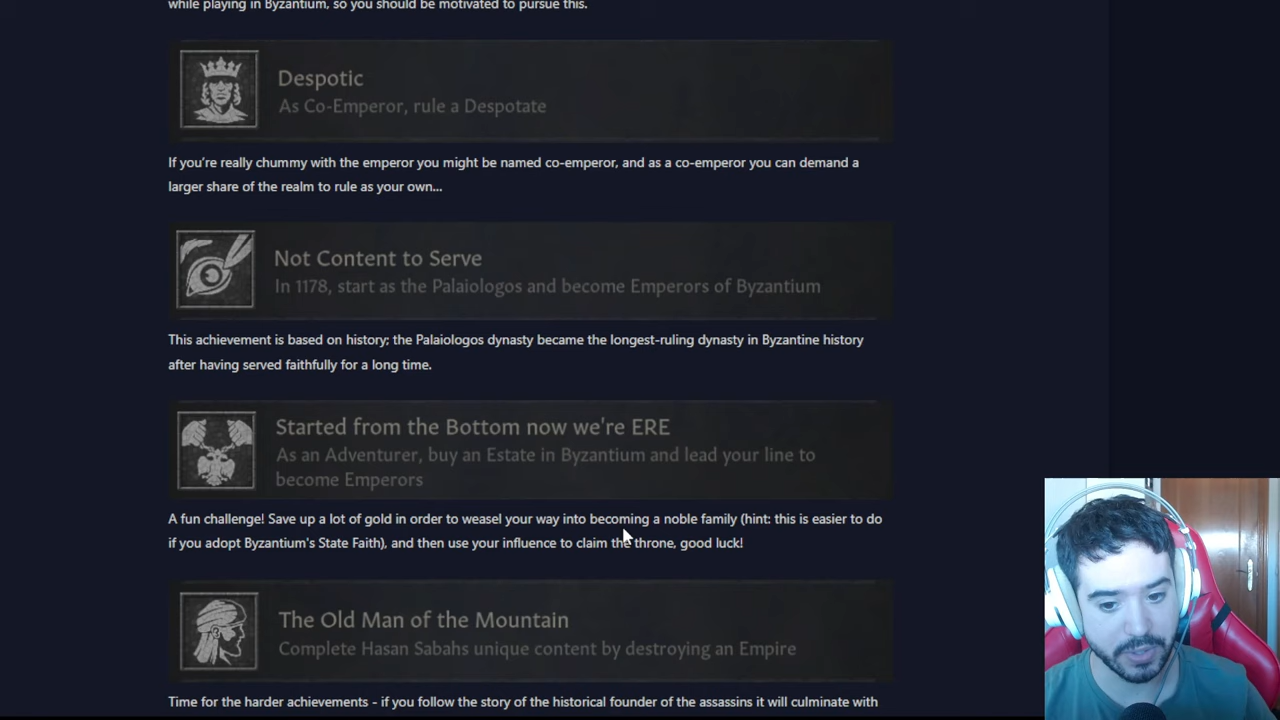 while playing in Byzantium, so you should be motivated to pursue this.
Despotic
As Co-Emperor, rule a Despotate
If you’re really chummy with the emperor you might be named co-emperor, and as a co-emperor you can demand a
larger share of the realm to rule as your own...
Not Content to Serve
In 1178, start as the Palaiologos and become Emperors of Byzantium
This achievement is based on history; the Palaiologos dynasty became the longest-ruling dynasty in Byzantine history
after having served faithfully for a long time.
Started from the Bottom now we're ERE
As an Adventurer, buy an Estate in Byzantium and lead your line to
become Emperors
A fun challenge! Save up a lot of gold in order to weasel your way into becoming a noble family (hint: this is easier to do
if you adopt Byzantium's State Faith), and then use your influence to claim the throne, good luck!
The Old Man of the Mountain
Complete Hasan Sabahs unique content by destroying an Empire
Time for the harder achievements - if you follow the story of the historical founder of the assassins it will culminate with